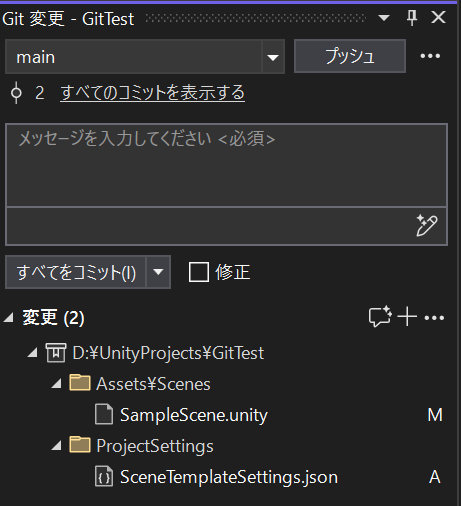 Git 変更 - GitTest
main
プッシュ
2 すべてのコミットを表示する
メッセージを入力してください <必須>
すべてをコミット(I)
修正
変更 (2)
D:¥UnityProjects¥GitTest
Assets¥Scenes
SampleScene.unity M
ProjectSettings
SceneTemplateSettings.json A